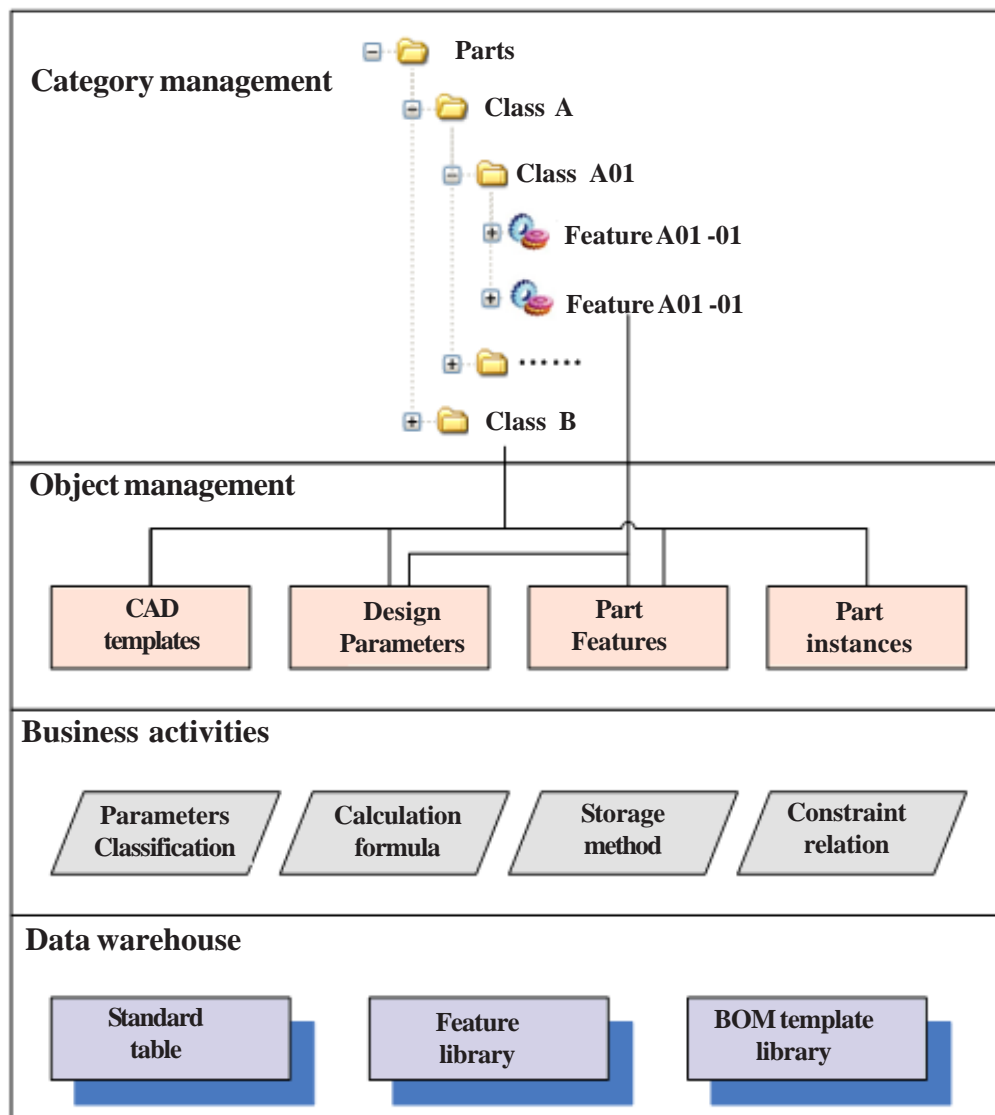 Category management
Parts
Class A
Class A01
Feature A01 -01
Feature A01 -01
······
Class B
Object management
CAD
templates
Design
Parameters
Part
Features
Part
instances
Business activities
Parameters
Classification
Calculation
formula
Storage
method
Constraint
relation
Data warehouse
Standard
table
Feature
library
BOM template
library